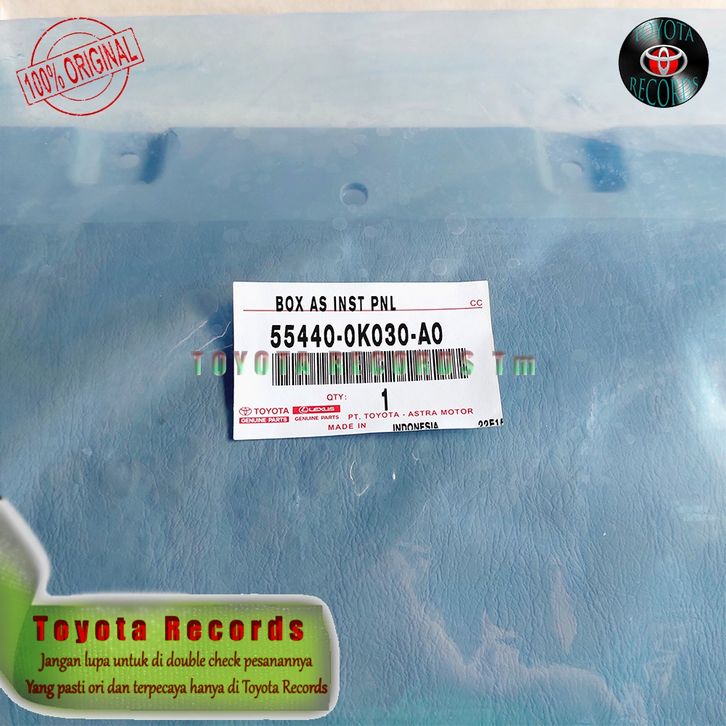 100% ORIGINAL
TOYOTA
RECORDS
BOX AS INST PNL
CC
55440-0K030-A0
TOYOTA RECORDS Tm
QTY:
1
TOYOTA
GENUINE PARTS
LEXUS
GENUINE PARTS
PT. TOYOTA - ASTRA MOTOR
MADE IN
INDONESIA
Toyota Records
Jangan lupa untuk di double check pesanannya
Yang pasti ori dan terpecaya hanya di Toyota Records